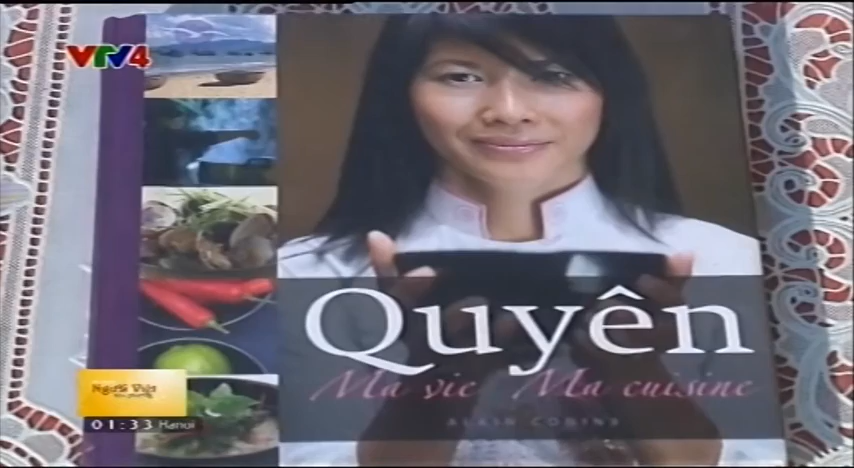 VTV4
Quyên
Ma vie Ma cuisine
Người Việt
01:33 Hanoi